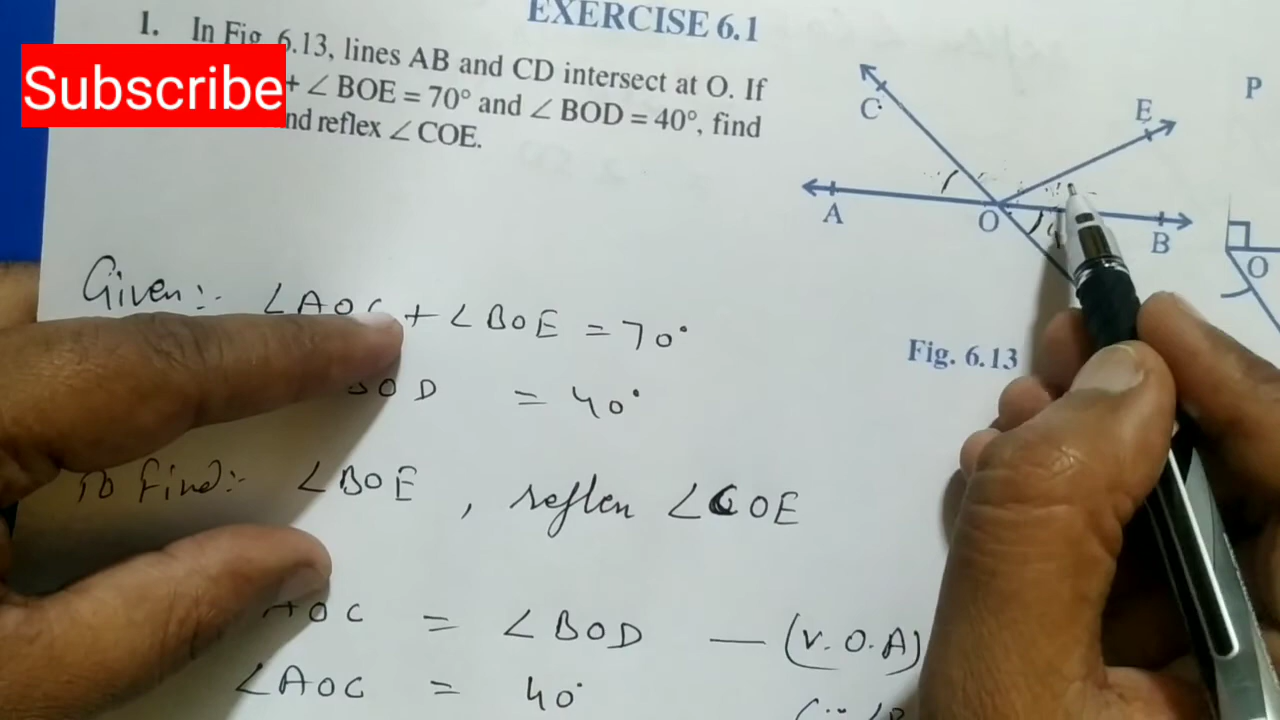 EXERCISE 6.1
1. In Fig. 6.13, lines AB and CD intersect at O. If
Subscribe
+ ∠ BOE = 70° and ∠ BOD = 40°, find
nd reflex ∠ COE.
C
E
P
A
O
B
O
Fig. 6.13
Given:- ∠AOC + ∠BOE = 70°
OD = 40°
To find:- ∠BOE , reflex ∠COE
AOC = ∠BOD — (V.O.A)
∠AOC = 40°